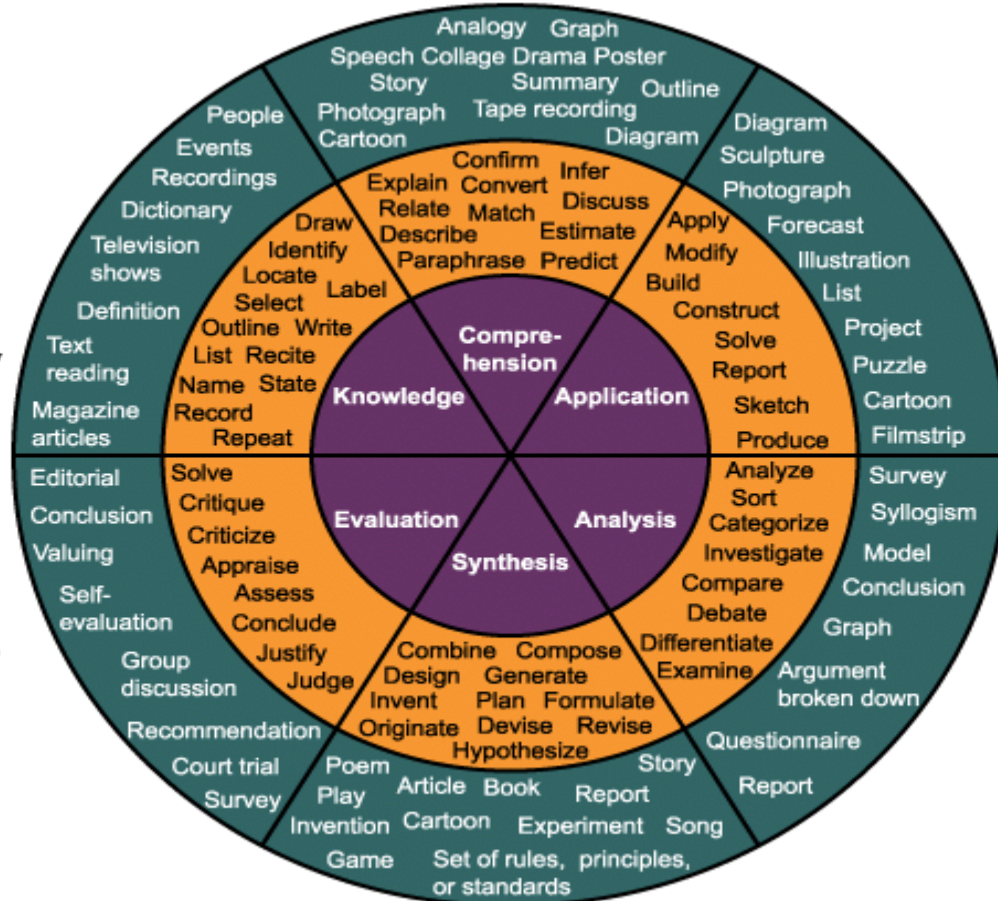 Analogy Graph
Speech Collage Drama Poster
Story Summary Outline
Photograph Tape recording
Cartoon Diagram
Confirm Infer
Explain Convert Discuss
Relate Match
Describe Estimate
Paraphrase Predict
Compre-
hension
Diagram
Sculpture
Photograph
Forecast
Illustration
List
Project
Puzzle
Cartoon
Filmstrip
Apply
Modify
Build
Construct
Solve
Report
Sketch
Produce
Application
Survey
Syllogism
Model
Conclusion
Graph
Argument
broken down
Questionnaire
Report
Analyze
Sort
Categorize
Investigate
Compare
Debate
Differentiate
Examine
Analysis
Synthesis
Combine Compose
Design Generate
Invent Plan Formulate
Originate Devise Revise
Hypothesize
Poem Story
Play Article Book Report
Invention Cartoon Experiment Song
Game Set of rules, principles,
or standards
Evaluation
Solve
Critique
Criticize
Appraise
Assess
Conclude
Justify
Judge
Editorial
Conclusion
Valuing
Self-
evaluation
Group
discussion
Recommendation
Court trial
Survey
Knowledge
Draw
Identify
Locate
Select Label
Outline Write
List Recite
Name State
Record
Repeat
People
Events
Recordings
Dictionary
Television
shows
Definition
Text
reading
Magazine
articles